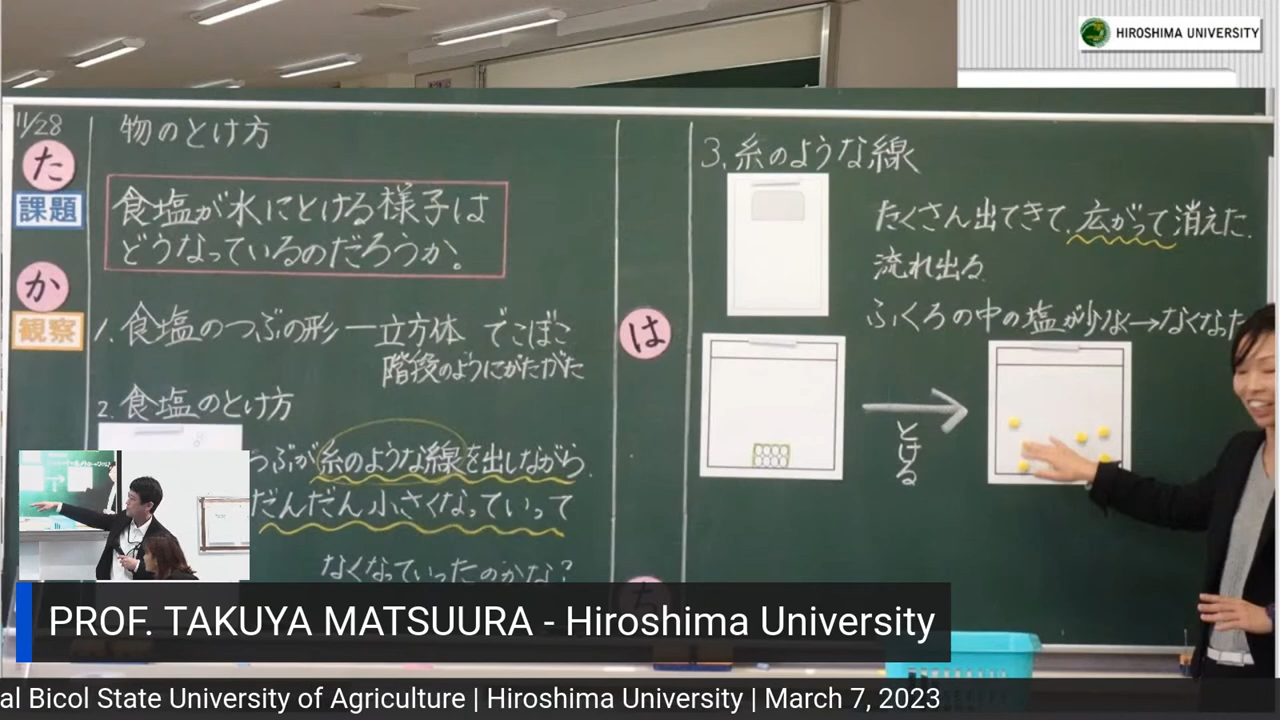 HIROSHIMA UNIVERSITY
11/28
物のとけ方
た
課題
食塩が水にとける様子は
どうなっているのだろうか。
か
観察
1.食塩のつぶの形ー立方体 でこぼこ
階段のようにがたがた
2.食塩のとけ方
つぶが糸のような線を出しながら
だんだん小さくなっていって
なくなっていったのかな?
は
3.糸のような線
たくさん出てきて、広がって消えた
流れ出る
ふくろの中の塩が少なく→なくなった
とける
ち
PROF. TAKUYA MATSUURA - Hiroshima University
al Bicol State University of Agriculture | Hiroshima University | March 7, 2023